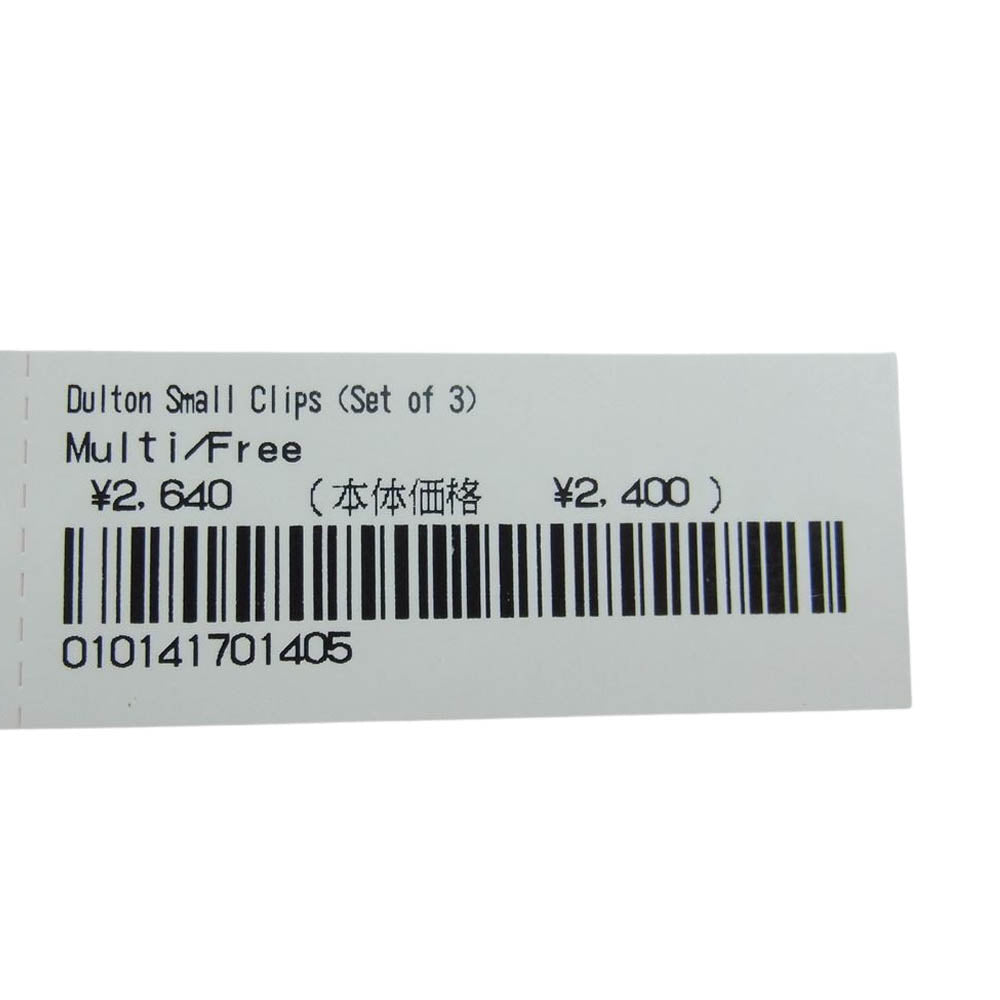 Dulton Small Clips (Set of 3)
Multi/Free
¥2,640 (本体価格 ¥2,400)
010141701405